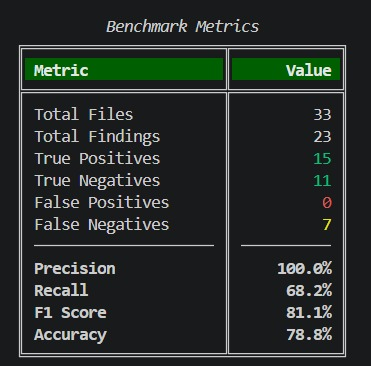 Benchmark Metrics
Metric Value
Total Files 33
Total Findings 23
True Positives 15
True Negatives 11
False Positives 0
False Negatives 7
Precision 100.0%
Recall 68.2%
F1 Score 81.1%
Accuracy 78.8%